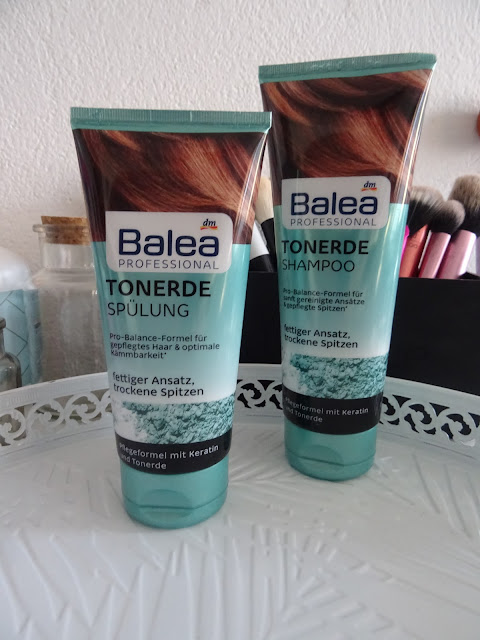 dm
Balea
PROFESSIONAL
TONERDE
SPÜLUNG
Pro-Balance-Formel für
gepflegtes Haar & optimale
Kämmbarkeit*
fettiger Ansatz,
trockene Spitzen
Pflegeformel mit Keratin
und Tonerde
dm
Balea
PROFESSIONAL
TONERDE
SHAMPOO
Pro-Balance-Formel für
sanft gereinigte Ansätze
& gepflegte Spitzen*
fettiger Ansatz,
trockene Spitzen
Pflegeformel mit Keratin
und Tonerde